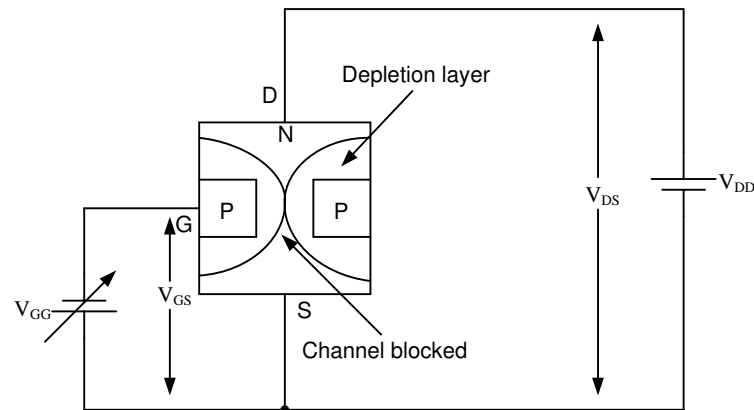 Depletion layer
D
N
V_DS
V_DD
P
P
G
V_GS
V_GG
S
Channel blocked